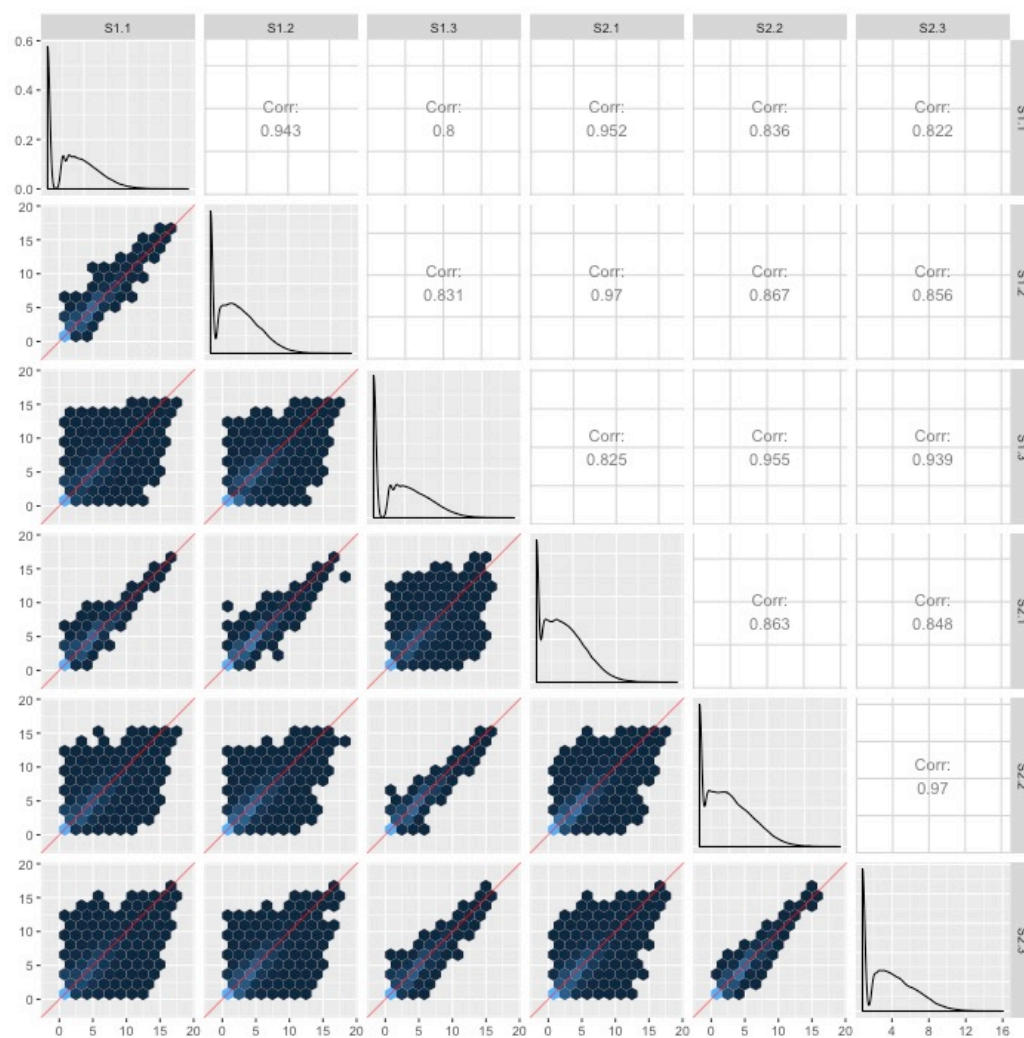 S1.1 S1.2 S1.3 S2.1 S2.2 S2.3
0.6
0.4
0.2
0.0
Corr:
0.943
Corr:
0.8
Corr:
0.952
Corr:
0.836
Corr:
0.822
S1.1
20
15
10
5
0
Corr:
0.831
Corr:
0.97
Corr:
0.867
Corr:
0.856
S1.2
20
15
10
5
0
Corr:
0.825
Corr:
0.955
Corr:
0.939
S1.3
20
15
10
5
0
Corr:
0.863
Corr:
0.848
S2.1
20
15
10
5
0
Corr:
0.97
S2.2
20
15
10
5
0
S2.3
0 5 10 15 20 0 5 10 15 20 0 5 10 15 20 0 5 10 15 20 0 5 10 15 20 4 8 12 16